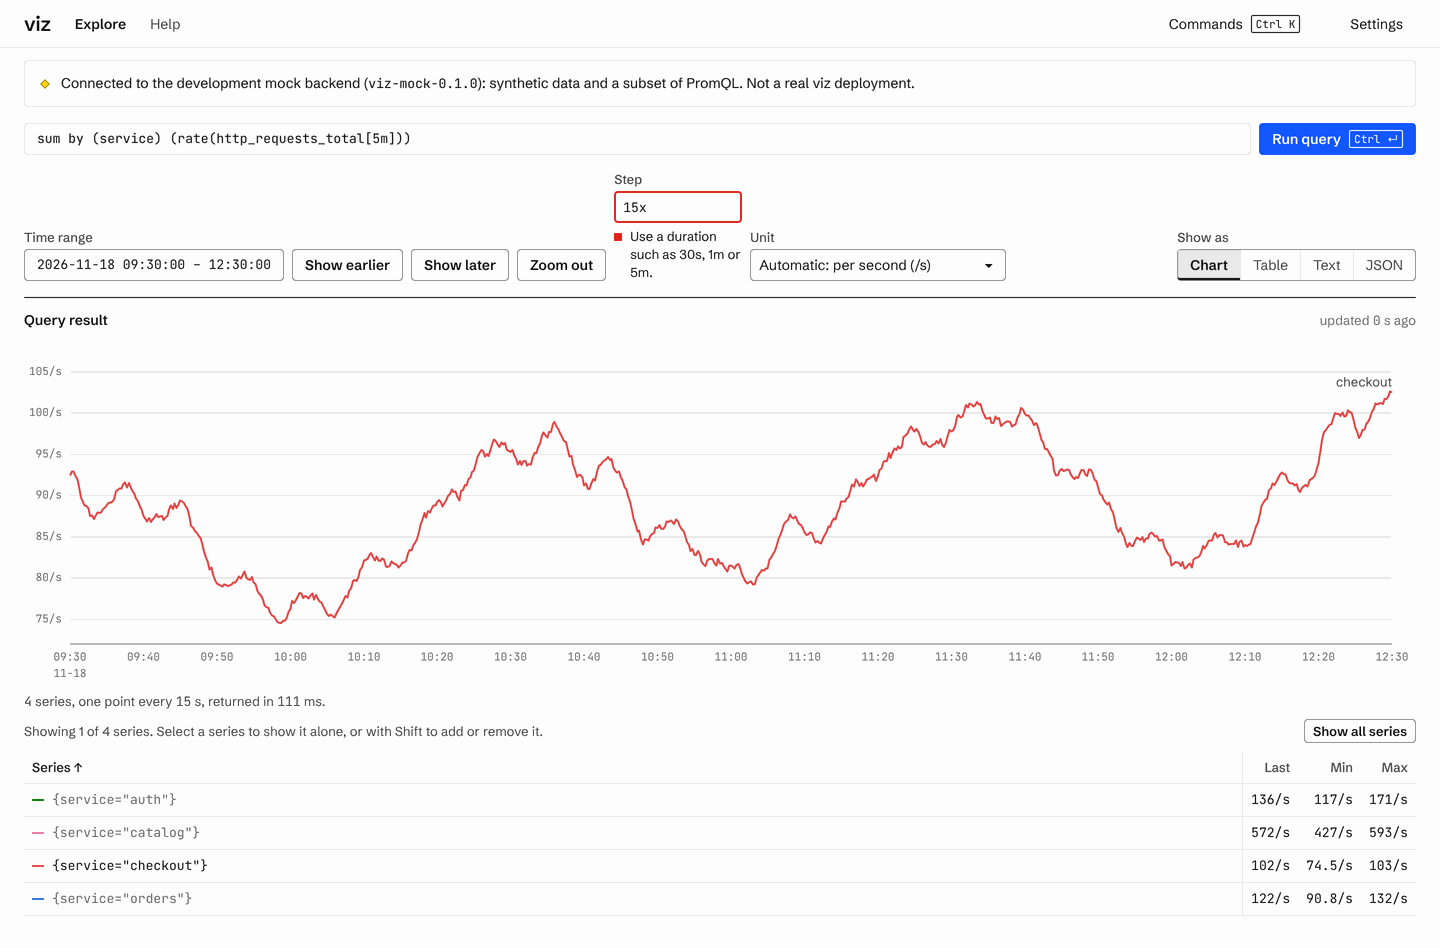 viz Explore Help Commands Ctrl K Settings
Connected to the development mock backend (viz-mock-0.1.0): synthetic data and a subset of PromQL. Not a real viz deployment.
sum by (service) (rate(http_requests_total[5m])) Run query Ctrl ↵
Step
15x
Time range Use a duration Unit Show as
such as 30s, 1m or
5m.
2026-11-18 09:30:00 – 12:30:00 Show earlier Show later Zoom out Automatic: per second (/s) Chart Table Text JSON
Query result updated 0 s ago
105/s
checkout
100/s
95/s
90/s
85/s
80/s
75/s
09:30 09:40 09:50 10:00 10:10 10:20 10:30 10:40 10:50 11:00 11:10 11:20 11:30 11:40 11:50 12:00 12:10 12:20 12:30
11-18
4 series, one point every 15 s, returned in 111 ms.
Showing 1 of 4 series. Select a series to show it alone, or with Shift to add or remove it. Show all series
Series ↑ Last Min Max
{service="auth"} 136/s 117/s 171/s
{service="catalog"} 572/s 427/s 593/s
{service="checkout"} 102/s 74.5/s 103/s
{service="orders"} 122/s 90.8/s 132/s